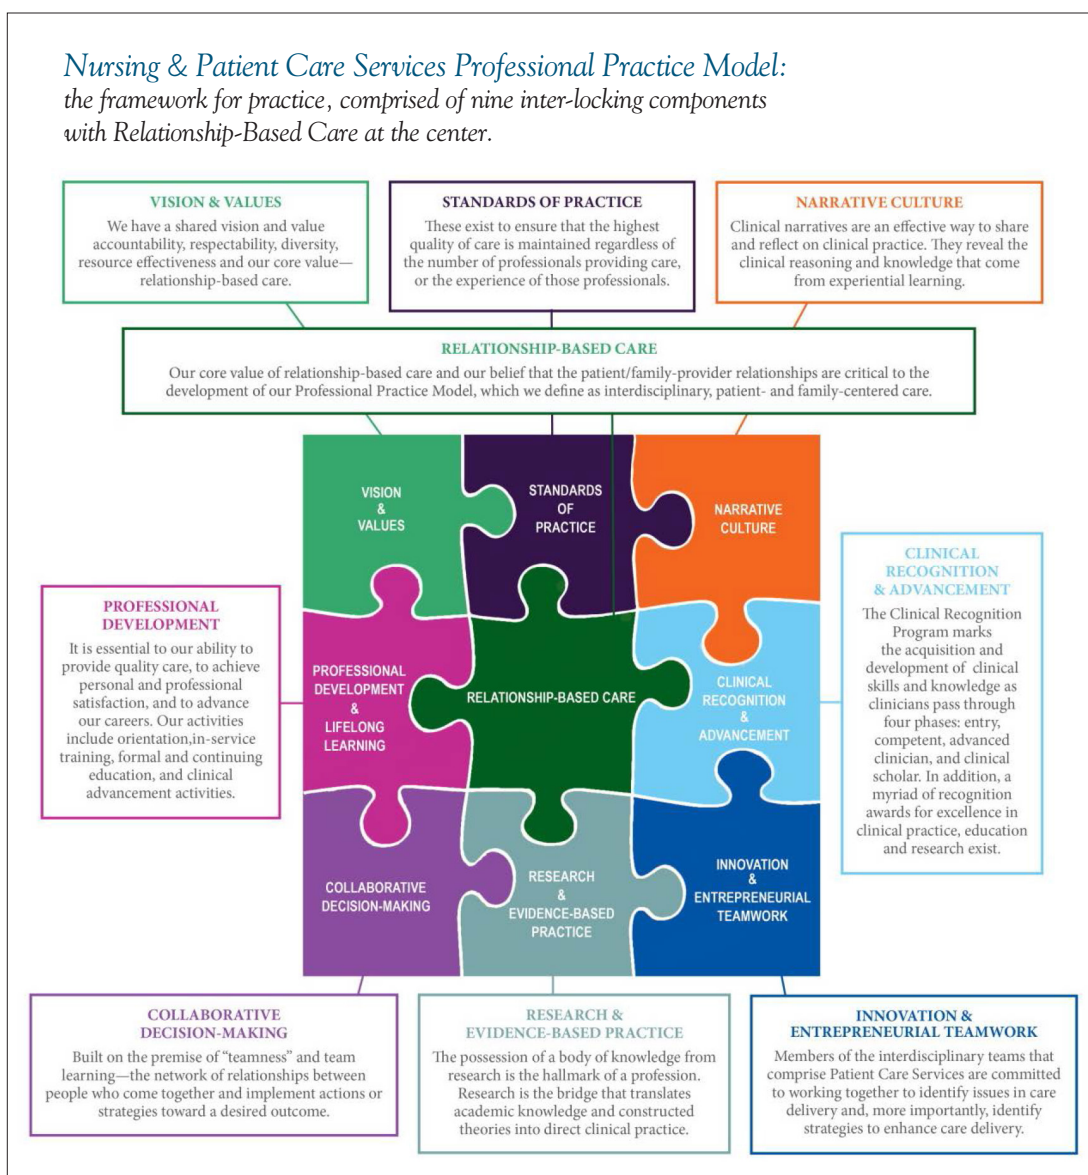 Nursing & Patient Care Services Professional Practice Model:
the framework for practice, comprised of nine inter-locking components
with Relationship-Based Care at the center.
VISION & VALUES
We have a shared vision and value
accountability, respectability, diversity,
resource effectiveness and our core value—
relationship-based care.
STANDARDS OF PRACTICE
These exist to ensure that the highest
quality of care is maintained regardless of
the number of professionals providing care,
or the experience of those professionals.
NARRATIVE CULTURE
Clinical narratives are an effective way to share
and reflect on clinical practice. They reveal the
clinical reasoning and knowledge that come
from experiential learning.
RELATIONSHIP-BASED CARE
Our core value of relationship-based care and our belief that the patient/family-provider relationships are critical to the
development of our Professional Practice Model, which we define as interdisciplinary, patient- and family-centered care.
VISION
&
VALUES
STANDARDS
OF
PRACTICE
NARRATIVE
CULTURE
PROFESSIONAL
DEVELOPMENT
It is essential to our ability to
provide quality care, to achieve
personal and professional
satisfaction, and to advance
our careers. Our activities
include orientation,in-service
training, formal and continuing
education, and clinical
advancement activities.
PROFESSIONAL
DEVELOPMENT
&
LIFELONG
LEARNING
RELATIONSHIP-BASED CARE
CLINICAL
RECOGNITION
&
ADVANCEMENT
CLINICAL
RECOGNITION
& ADVANCEMENT
The Clinical Recognition
Program marks
the acquisition and
development of clinical
skills and knowledge as
clinicians pass through
four phases: entry,
competent, advanced
clinician, and clinical
scholar. In addition, a
myriad of recognition
awards for excellence in
clinical practice, education
and research exist.
COLLABORATIVE
DECISION-MAKING
RESEARCH
&
EVIDENCE-BASED
PRACTICE
INNOVATION
&
ENTREPRENEURIAL
TEAMWORK
COLLABORATIVE
DECISION-MAKING
Built on the premise of “teamness” and team
learning—the network of relationships between
people who come together and implement actions or
strategies toward a desired outcome.
RESEARCH &
EVIDENCE-BASED PRACTICE
The possession of a body of knowledge from
research is the hallmark of a profession.
Research is the bridge that translates
academic knowledge and constructed
theories into direct clinical practice.
INNOVATION &
ENTREPRENEURIAL TEAMWORK
Members of the interdisciplinary teams that
comprise Patient Care Services are committed
to working together to identify issues in care
delivery and, more importantly, identify
strategies to enhance care delivery.